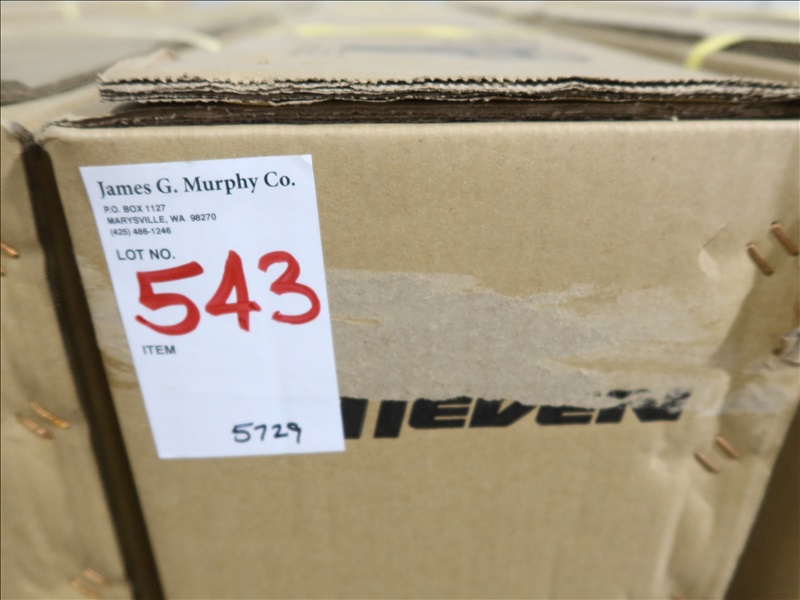 James G. Murphy Co.
P.O. BOX 1127
MARYSVILLE, WA 98270
(425) 486-1246
LOT NO.
543
ITEM
5729